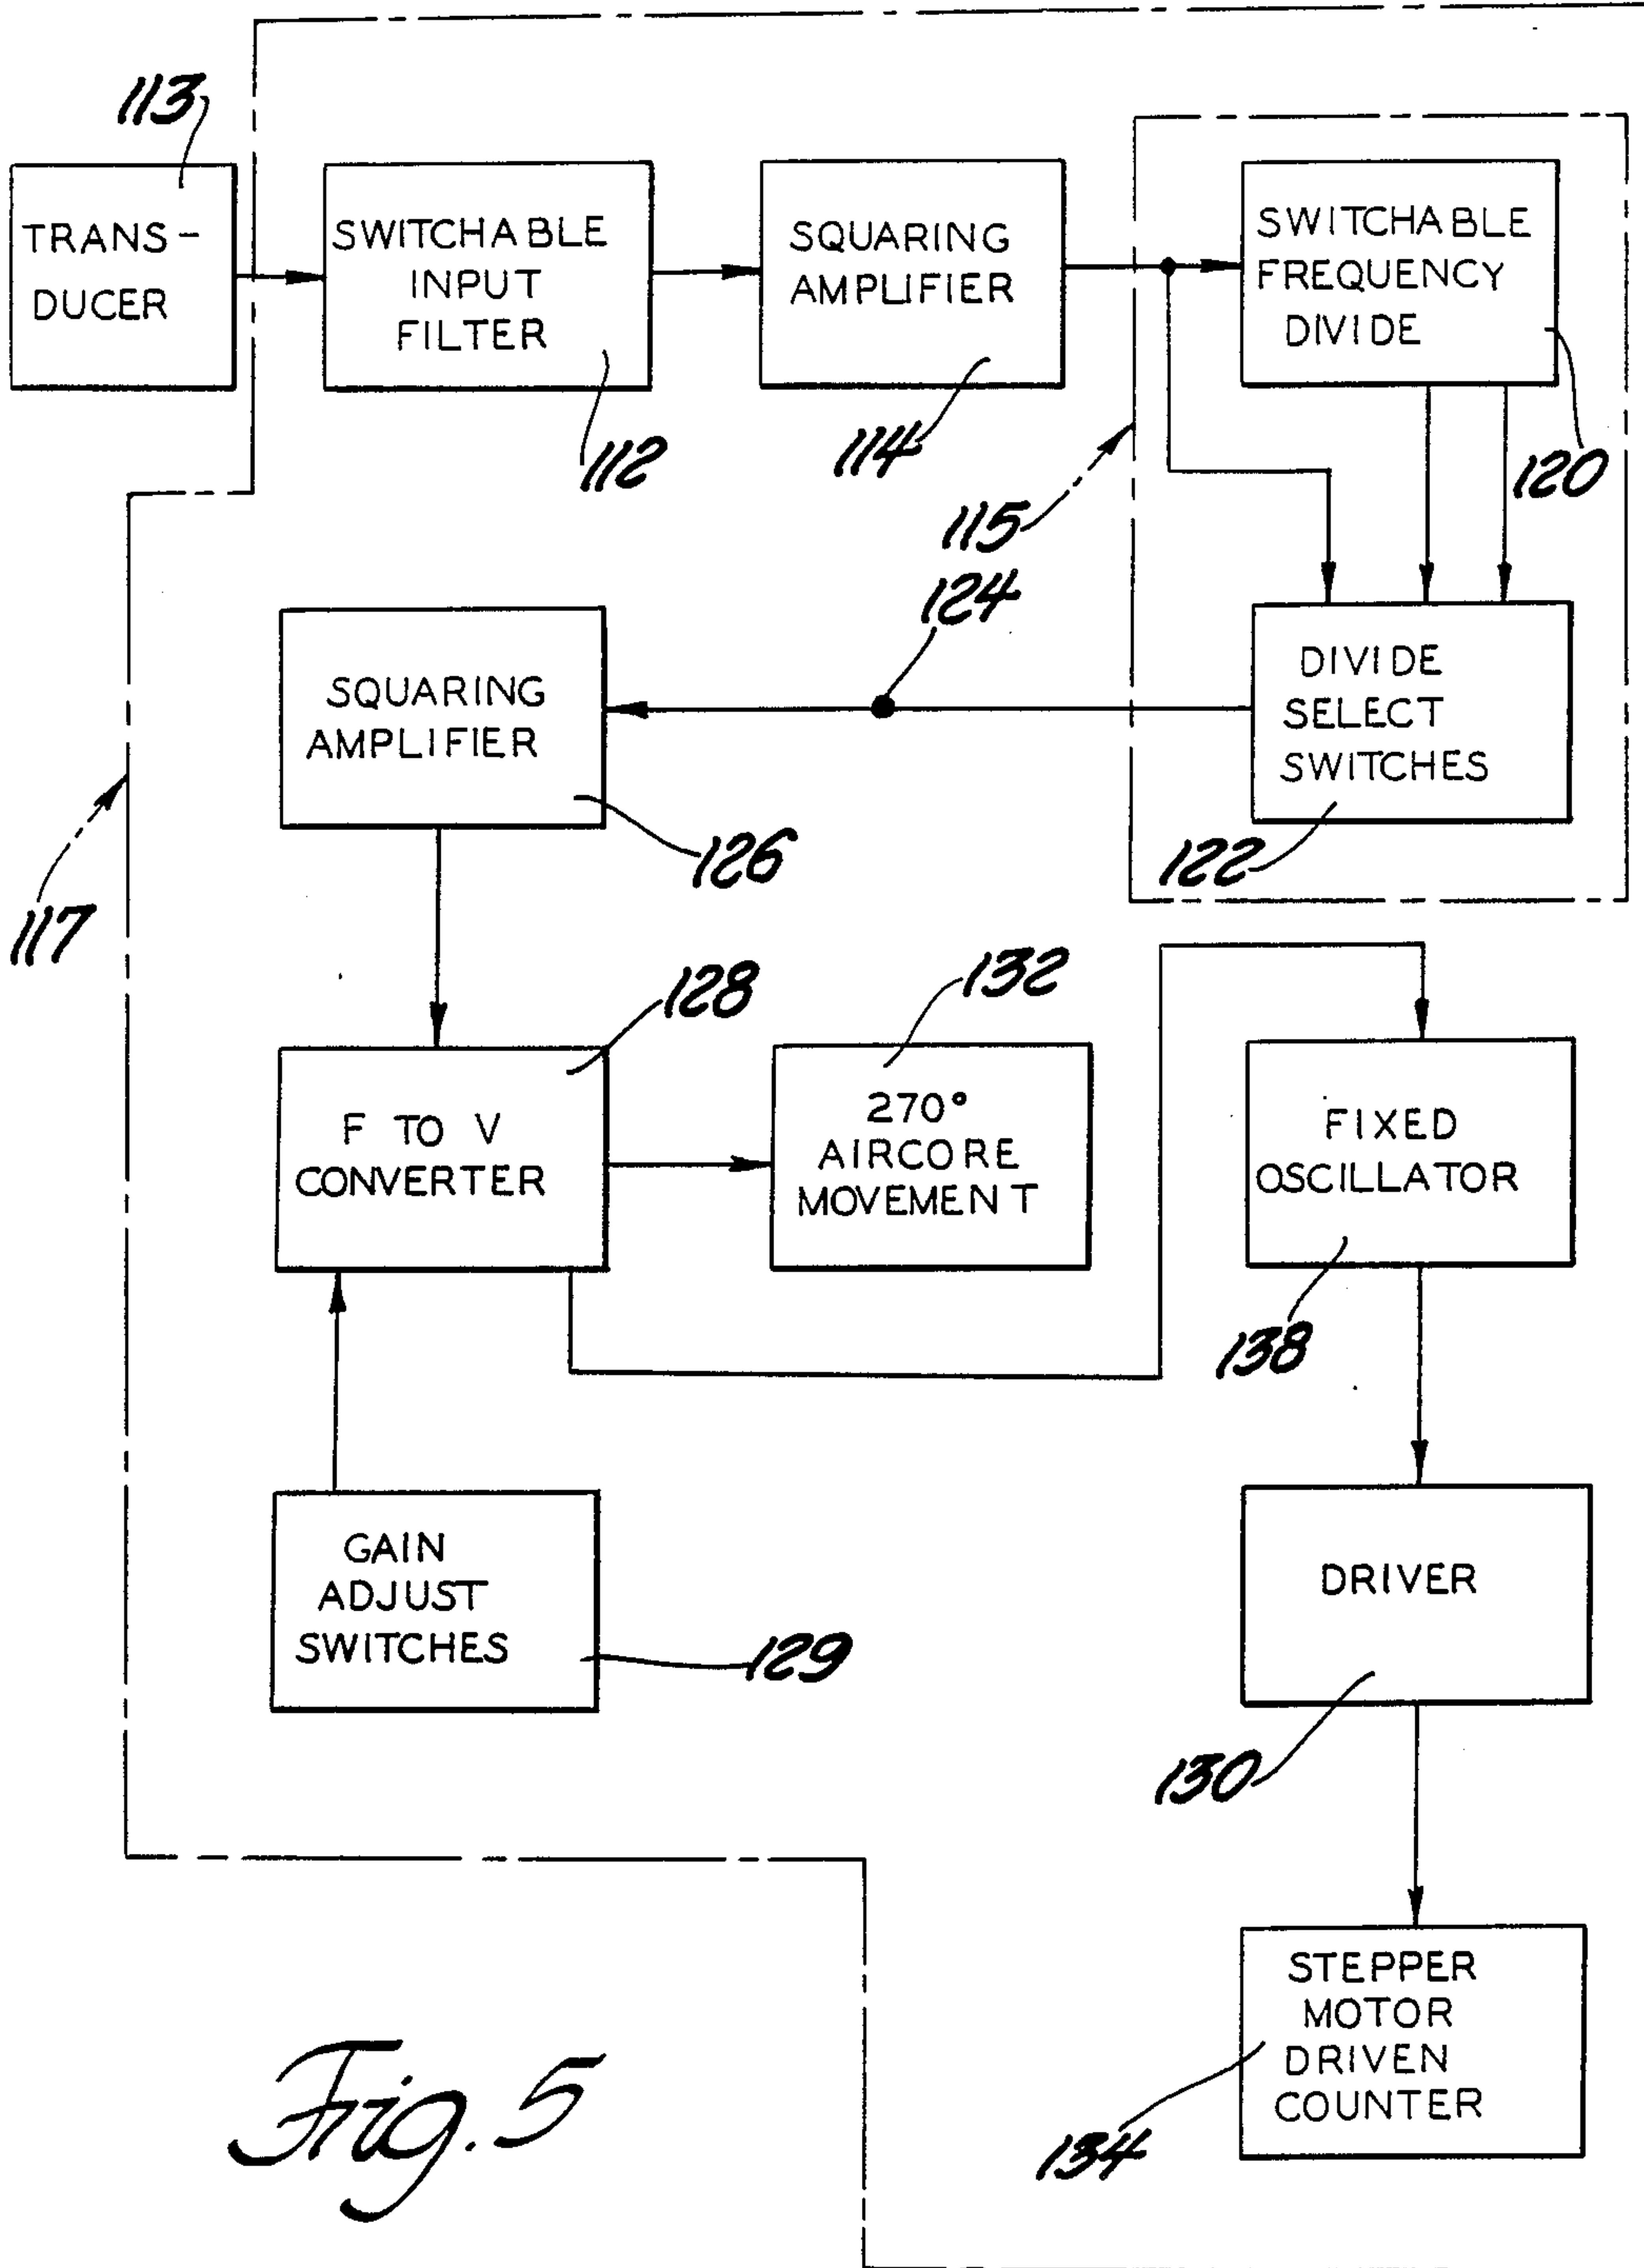 113
TRANS-
DUCER
SWITCHABLE
INPUT
FILTER
112
SQUARING
AMPLIFIER
114
SWITCHABLE
FREQUENCY
DIVIDE
120
115
124
DIVIDE
SELECT
SWITCHES
122
SQUARING
AMPLIFIER
126
117
128
F TO V
CONVERTER
132
270°
AIRCORE
MOVEMENT
FIXED
OSCILLATOR
138
GAIN
ADJUST
SWITCHES
129
DRIVER
130
STEPPER
MOTOR
DRIVEN
COUNTER
134
Fig. 5